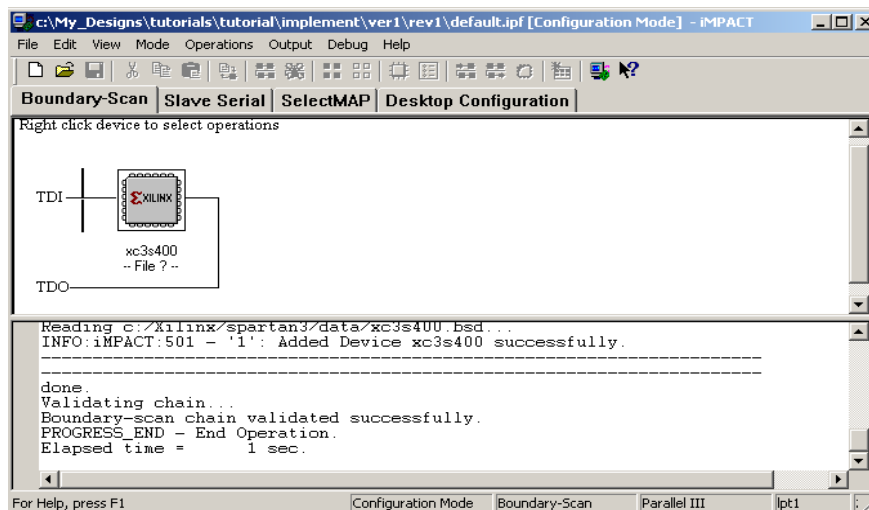 c:\My_Designs\tutorials\tutorial\implement\ver1\rev1\default.ipf [Configuration Mode] - iMPACT
File Edit View Mode Operations Output Debug Help
Boundary-Scan Slave Serial SelectMAP Desktop Configuration
Right click device to select operations
TDI
XILINX
xc3s400
-- File ? --
TDO
Reading c:/Xilinx/spartan3/data/xc3s400.bsd...
INFO:iMPACT:501 - '1': Added Device xc3s400 successfully.
----------------------------------------------------------------------
----------------------------------------------------------------------
done.
Validating chain...
Boundary-scan chain validated successfully.
PROGRESS_END - End Operation.
Elapsed time =      1 sec.
For Help, press F1 Configuration Mode Boundary-Scan Parallel III lpt1